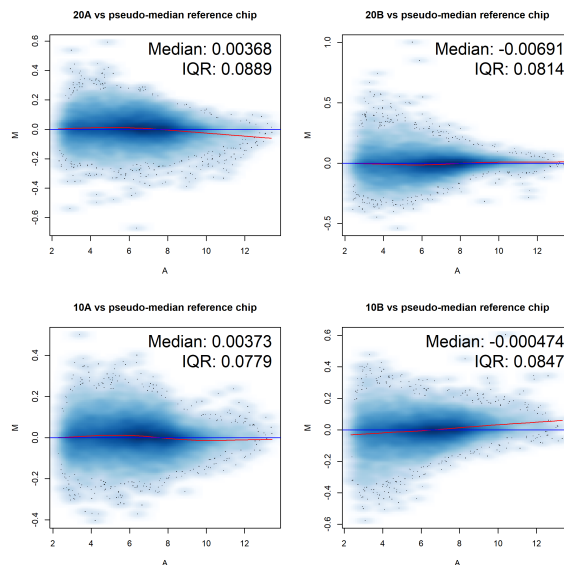 20A vs pseudo-median reference chip
Median: 0.00368
IQR: 0.0889
0.6
0.4
0.2
0.0
-0.2
-0.4
-0.6
M
2 4 6 8 10 12
A
20B vs pseudo-median reference chip
Median: -0.00691
IQR: 0.0814
1.0
0.5
0.0
-0.5
M
2 4 6 8 10 12
A
10A vs pseudo-median reference chip
Median: 0.00373
IQR: 0.0779
0.4
0.2
0.0
-0.2
-0.4
M
2 4 6 8 10 12
A
10B vs pseudo-median reference chip
Median: -0.000474
IQR: 0.0847
0.6
0.4
0.2
0.0
-0.2
-0.4
-0.6
M
2 4 6 8 10 12
A